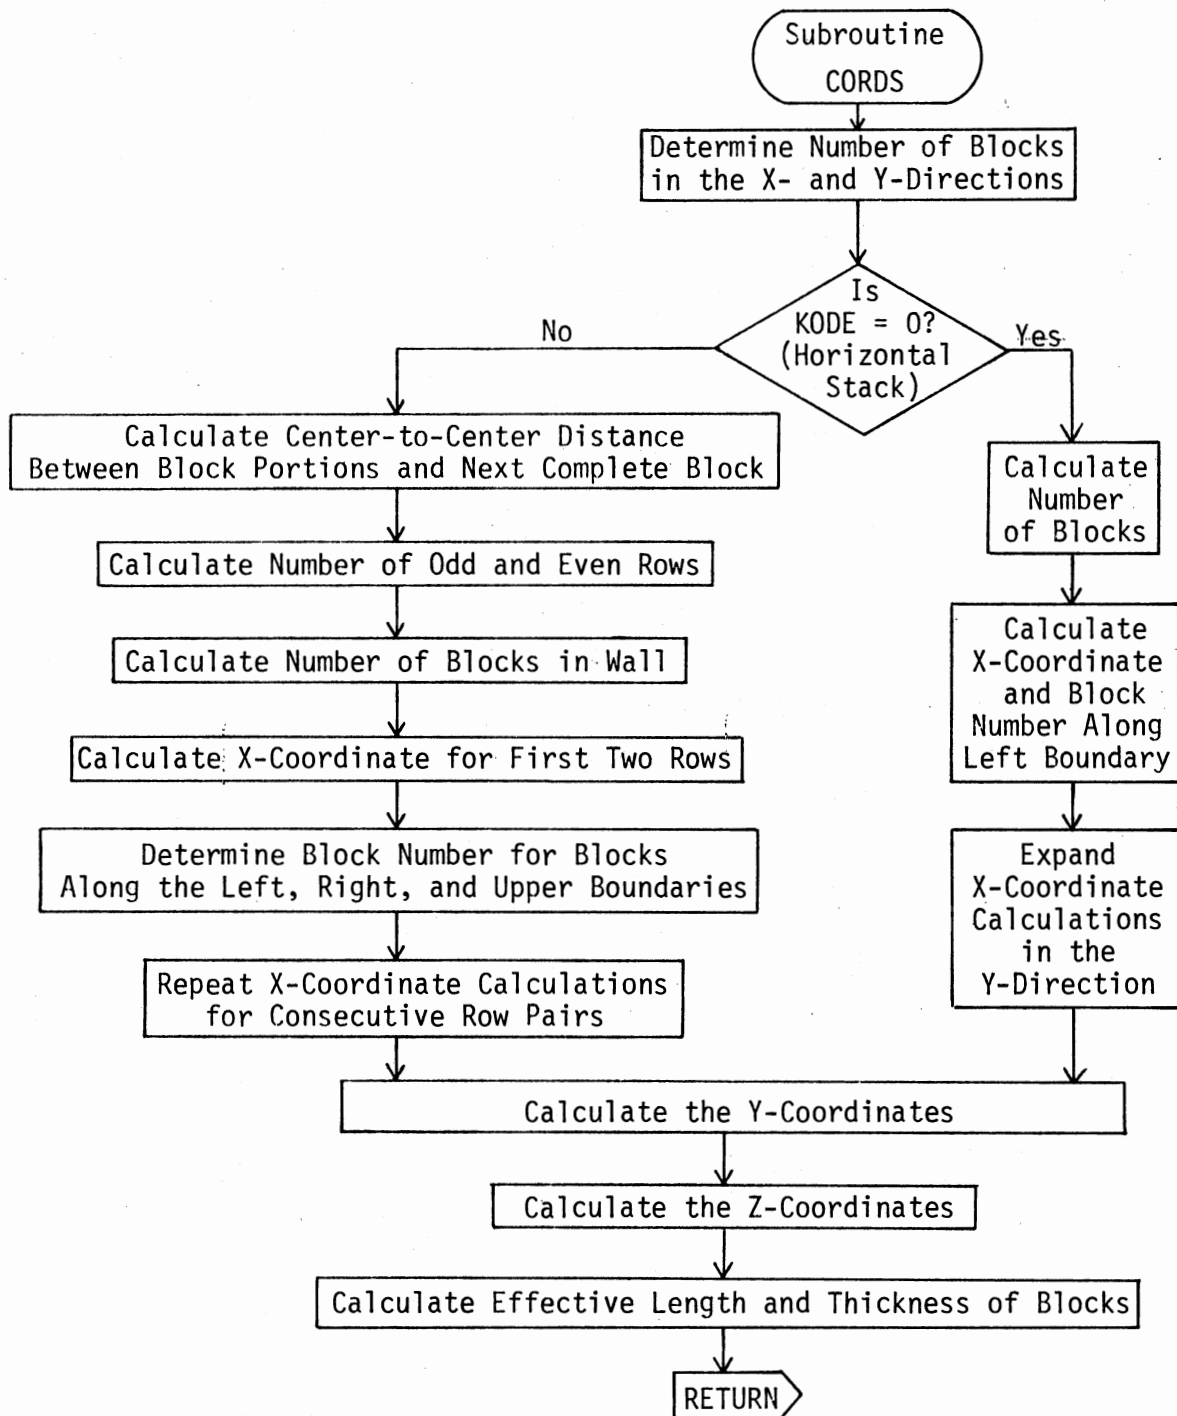 Subroutine
CORDS
Determine Number of Blocks
in the X- and Y-Directions
Is
KODE = 0?
(Horizontal
Stack)
No
Yes
Calculate Center-to-Center Distance
Between Block Portions and Next Complete Block
Calculate Number of Odd and Even Rows
Calculate Number of Blocks in Wall
Calculate X-Coordinate for First Two Rows
Determine Block Number for Blocks
Along the Left, Right, and Upper Boundaries
Repeat X-Coordinate Calculations
for Consecutive Row Pairs
Calculate
Number
of Blocks
Calculate
X-Coordinate
and Block
Number Along
Left Boundary
Expand
X-Coordinate
Calculations
in the
Y-Direction
Calculate the Y-Coordinates
Calculate the Z-Coordinates
Calculate Effective Length and Thickness of Blocks
RETURN